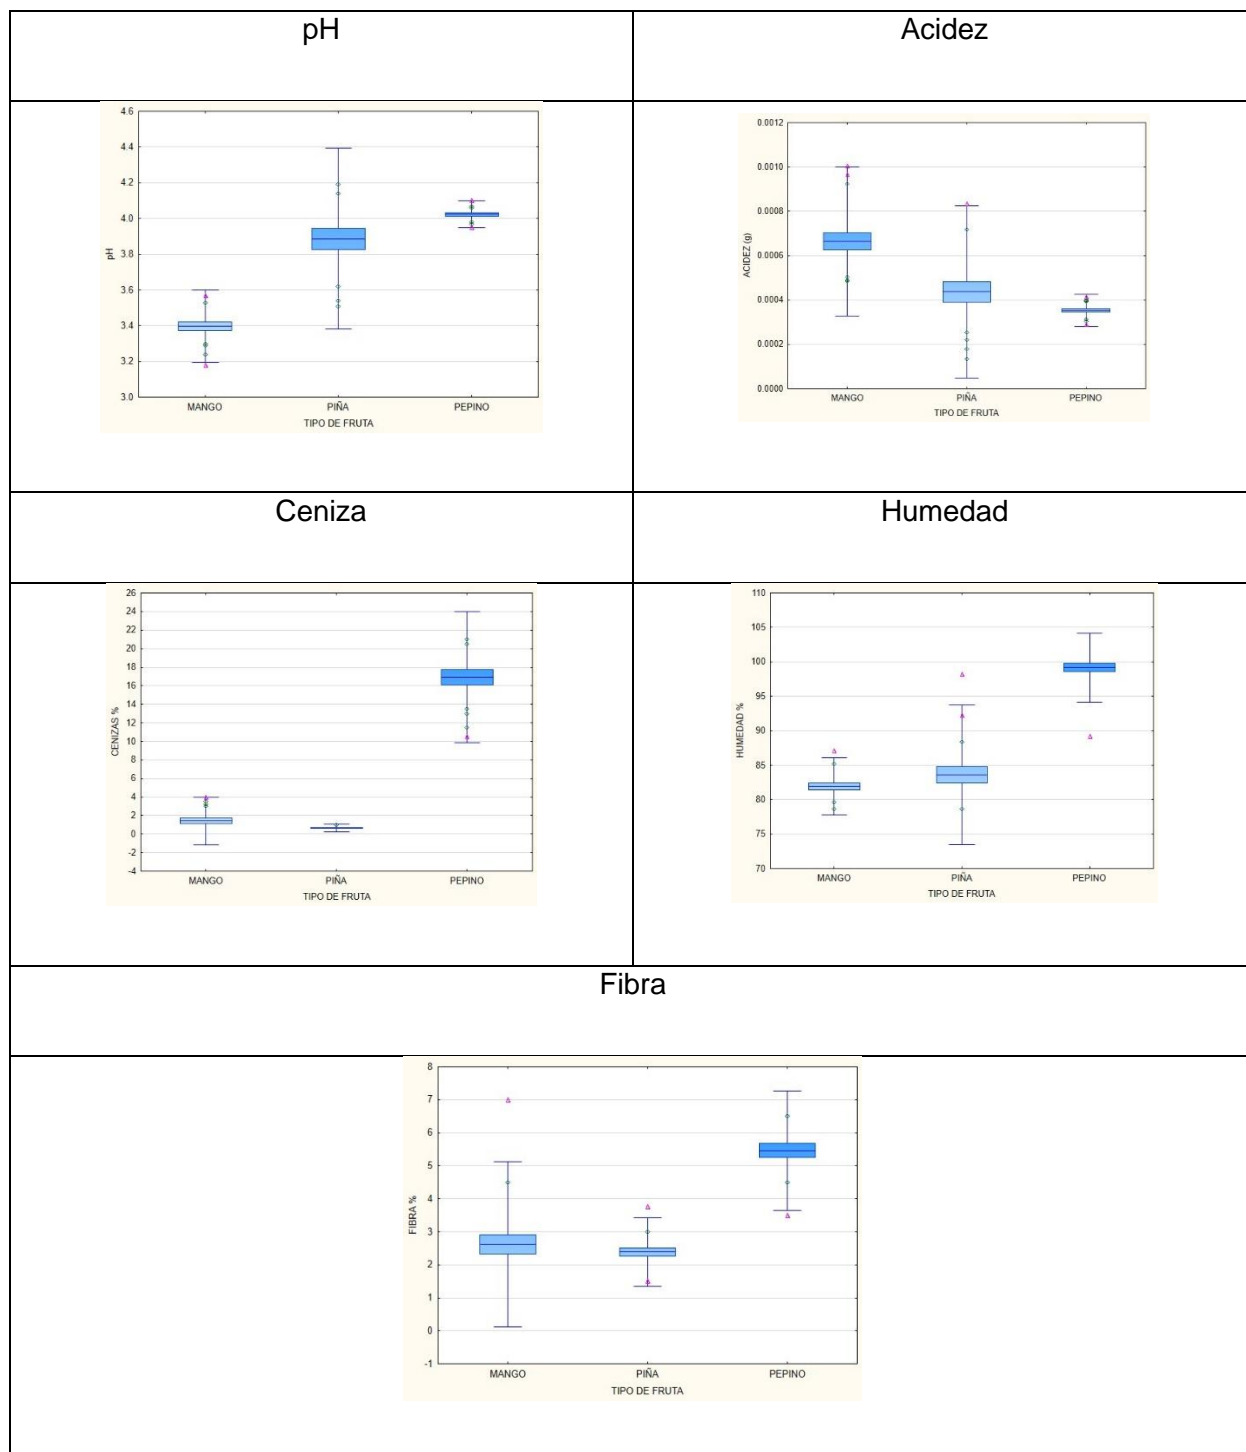 pH
Acidez
4.6
4.4
4.2
4.0
3.8
3.6
3.4
3.2
3.0
pH
MANGO PIÑA PEPINO
TIPO DE FRUTA
0.0012
0.0010
0.0008
0.0006
0.0004
0.0002
0.0000
ACIDEZ (g)
MANGO PIÑA PEPINO
TIPO DE FRUTA
Ceniza
Humedad
26
24
22
20
18
16
14
12
10
8
6
4
2
0
-2
-4
CENIZAS %
MANGO PIÑA PEPINO
TIPO DE FRUTA
110
105
100
95
90
85
80
75
70
HUMEDAD %
MANGO PIÑA PEPINO
TIPO DE FRUTA
Fibra
8
7
6
5
4
3
2
1
0
-1
FIBRA %
MANGO PIÑA PEPINO
TIPO DE FRUTA